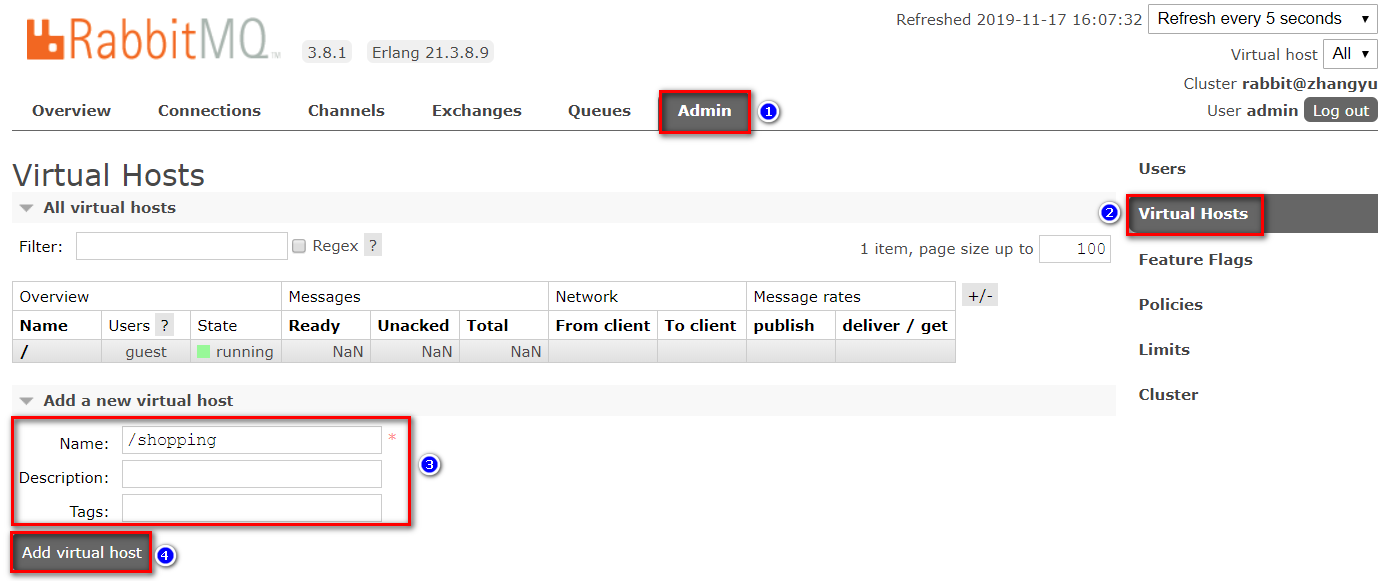 RabbitMQ TM 3.8.1 Erlang 21.3.8.9
Refreshed 2019-11-17 16:07:32 Refresh every 5 seconds
Virtual host All
Cluster rabbit@zhangyu
User admin Log out
Overview Connections Channels Exchanges Queues Admin 1
Virtual Hosts
All virtual hosts
Filter: Regex ? 1 item, page size up to 100
Overview Messages Network Message rates +/-
Name Users ? State Ready Unacked Total From client To client publish deliver / get
/ guest running NaN NaN NaN
Add a new virtual host
Name: /shopping *
Description: 3
Tags:
Add virtual host 4
Users
2 Virtual Hosts
Feature Flags
Policies
Limits
Cluster